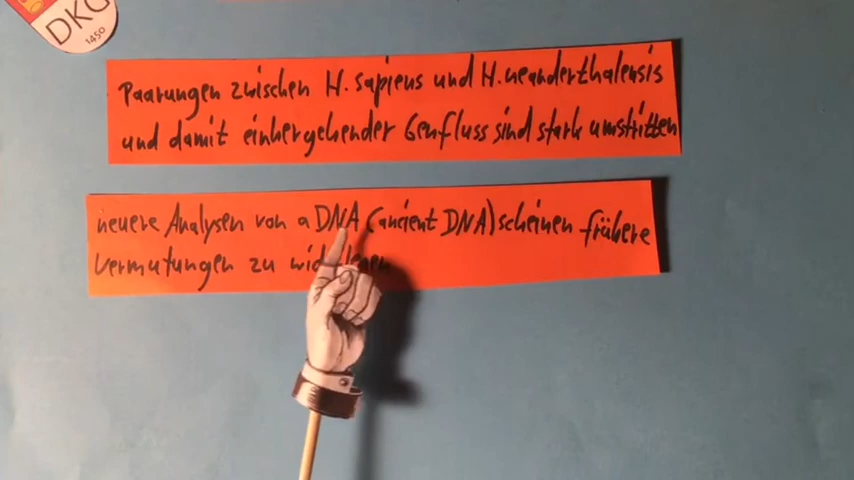 DKG
1450
Paarungen zwischen H. sapiens und H. neanderthalensis
und damit einhergehender Genfluss sind stark umstritten
neuere Analysen von aDNA (ancient DNA) scheinen frühere
Vermutungen zu